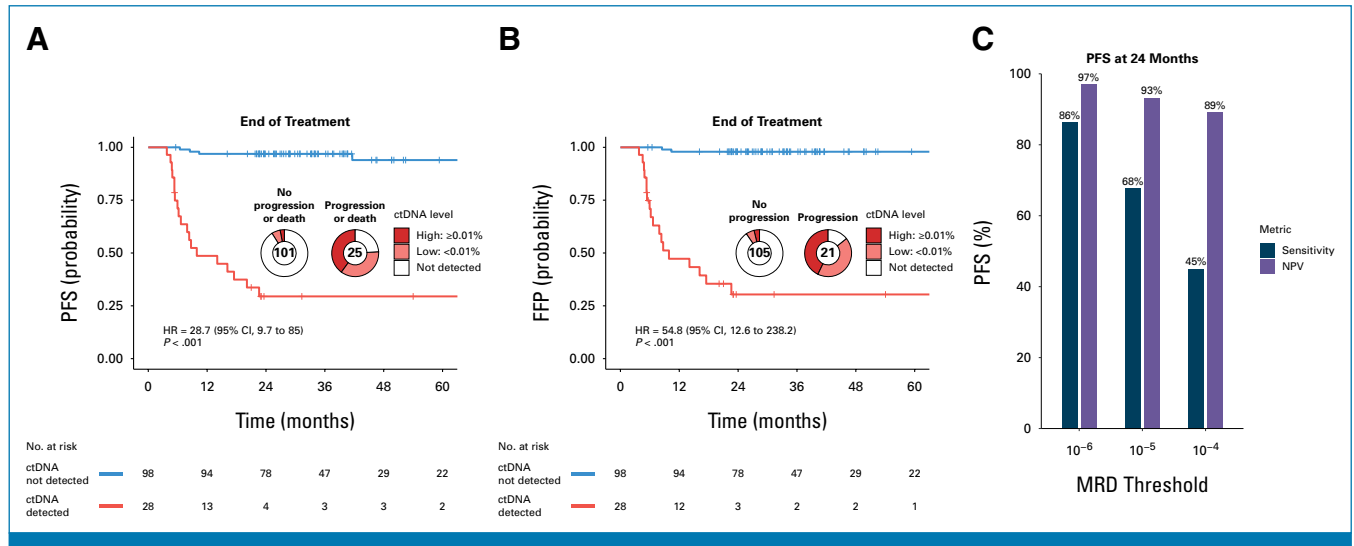 A
End of Treatment
PFS (probability)
1.00
0.75
0.50
0.25
0.00
No
progression
or death
101
Progression
or death
25
ctDNA level
High: ≥0.01%
Low: <0.01%
Not detected
HR = 28.7 (95% CI, 9.7 to 85)
P < .001
0 12 24 36 48 60
Time (months)
No. at risk
ctDNA
not detected
98 94 78 47 29 22
ctDNA
detected
28 13 4 3 3 2
B
End of Treatment
FFP (probability)
1.00
0.75
0.50
0.25
0.00
No
progression
105
Progression
21
ctDNA level
High: ≥0.01%
Low: <0.01%
Not detected
HR = 54.8 (95% CI, 12.6 to 238.2)
P < .001
0 12 24 36 48 60
Time (months)
No. at risk
ctDNA
not detected
98 94 78 47 29 22
ctDNA
detected
28 12 3 2 2 1
C
PFS at 24 Months
PFS (%)
100
80
60
40
20
0
86%
97%
68%
93%
45%
89%
10⁻⁶ 10⁻⁵ 10⁻⁴
MRD Threshold
Metric
Sensitivity
NPV